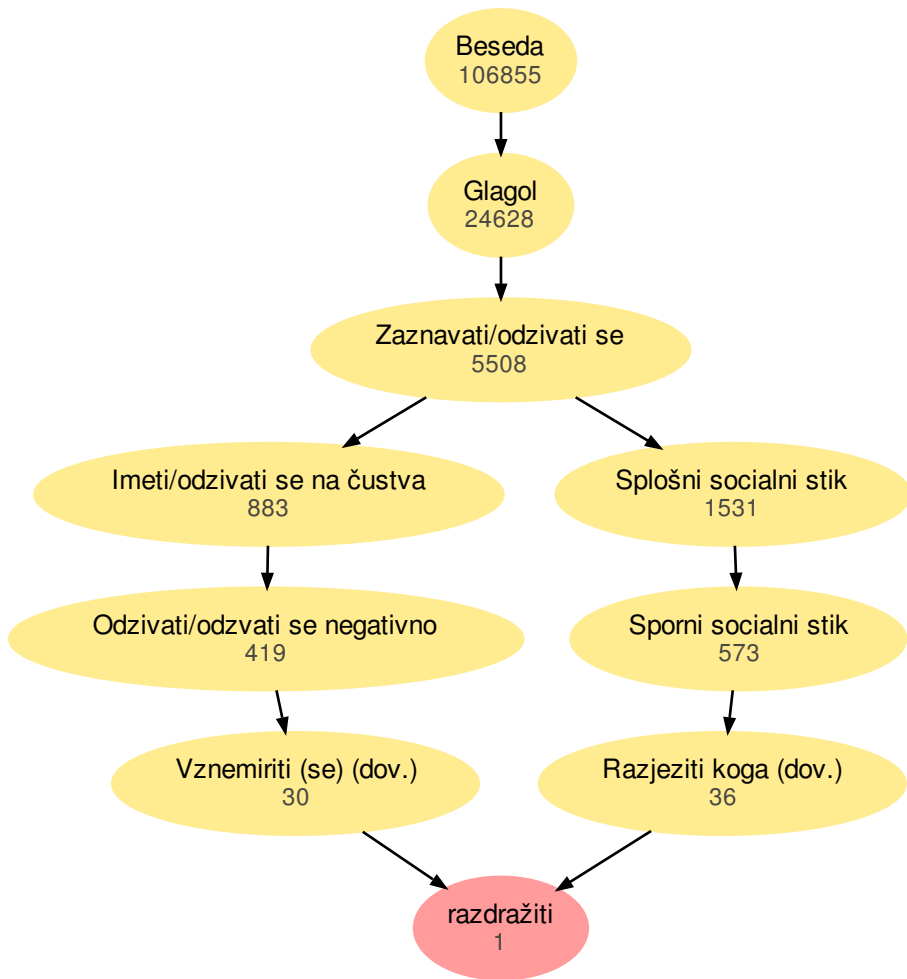 Beseda
106855
Glagol
24628
Zaznavati/odzivati se
5508
Imeti/odzivati se na čustva
883
Splošni socialni stik
1531
Odzivati/odzvati se negativno
419
Sporni socialni stik
573
Vznemiriti (se) (dov.)
30
Razjeziti koga (dov.)
36
razdražiti
1